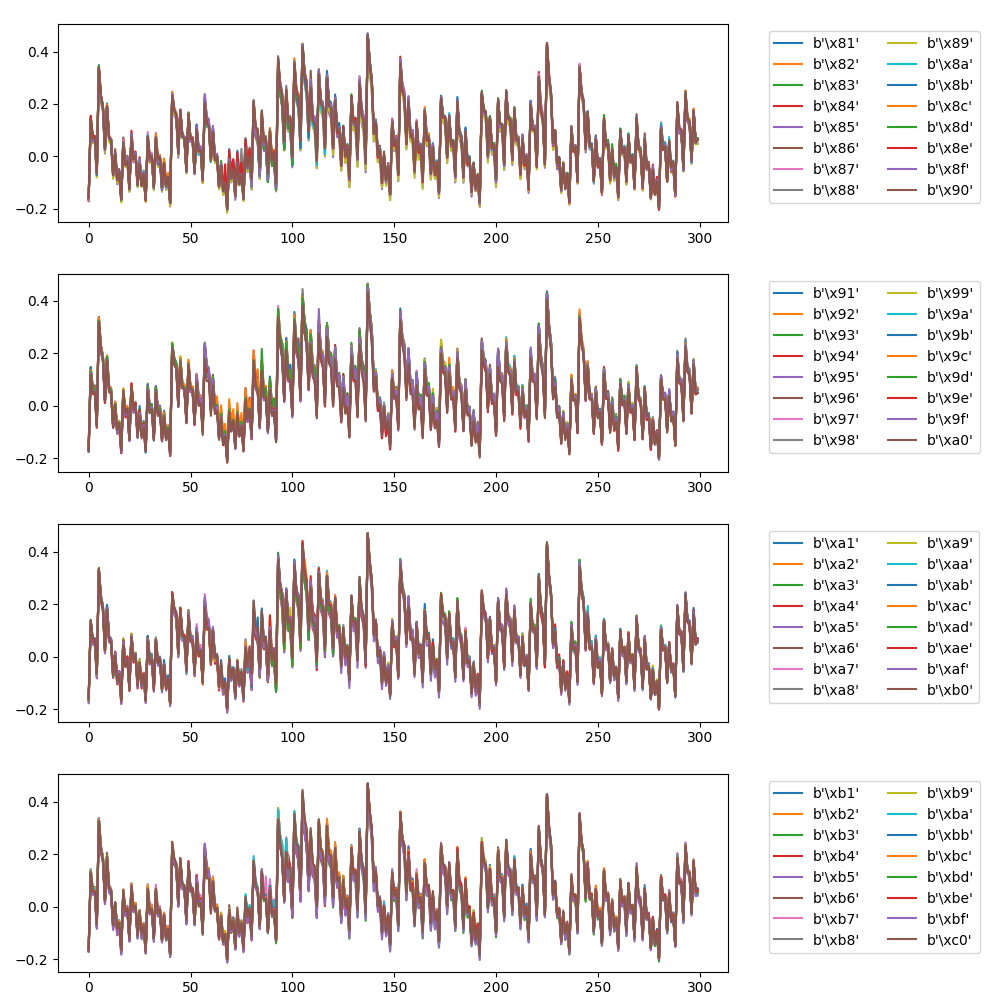 0.4
0.2
0.0
−0.2
0 50 100 150 200 250 300
b'\x81' b'\x89'
b'\x82' b'\x8a'
b'\x83' b'\x8b'
b'\x84' b'\x8c'
b'\x85' b'\x8d'
b'\x86' b'\x8e'
b'\x87' b'\x8f'
b'\x88' b'\x90'
0.4
0.2
0.0
−0.2
0 50 100 150 200 250 300
b'\x91' b'\x99'
b'\x92' b'\x9a'
b'\x93' b'\x9b'
b'\x94' b'\x9c'
b'\x95' b'\x9d'
b'\x96' b'\x9e'
b'\x97' b'\x9f'
b'\x98' b'\xa0'
0.4
0.2
0.0
−0.2
0 50 100 150 200 250 300
b'\xa1' b'\xa9'
b'\xa2' b'\xaa'
b'\xa3' b'\xab'
b'\xa4' b'\xac'
b'\xa5' b'\xad'
b'\xa6' b'\xae'
b'\xa7' b'\xaf'
b'\xa8' b'\xb0'
0.4
0.2
0.0
−0.2
0 50 100 150 200 250 300
b'\xb1' b'\xb9'
b'\xb2' b'\xba'
b'\xb3' b'\xbb'
b'\xb4' b'\xbc'
b'\xb5' b'\xbd'
b'\xb6' b'\xbe'
b'\xb7' b'\xbf'
b'\xb8' b'\xc0'